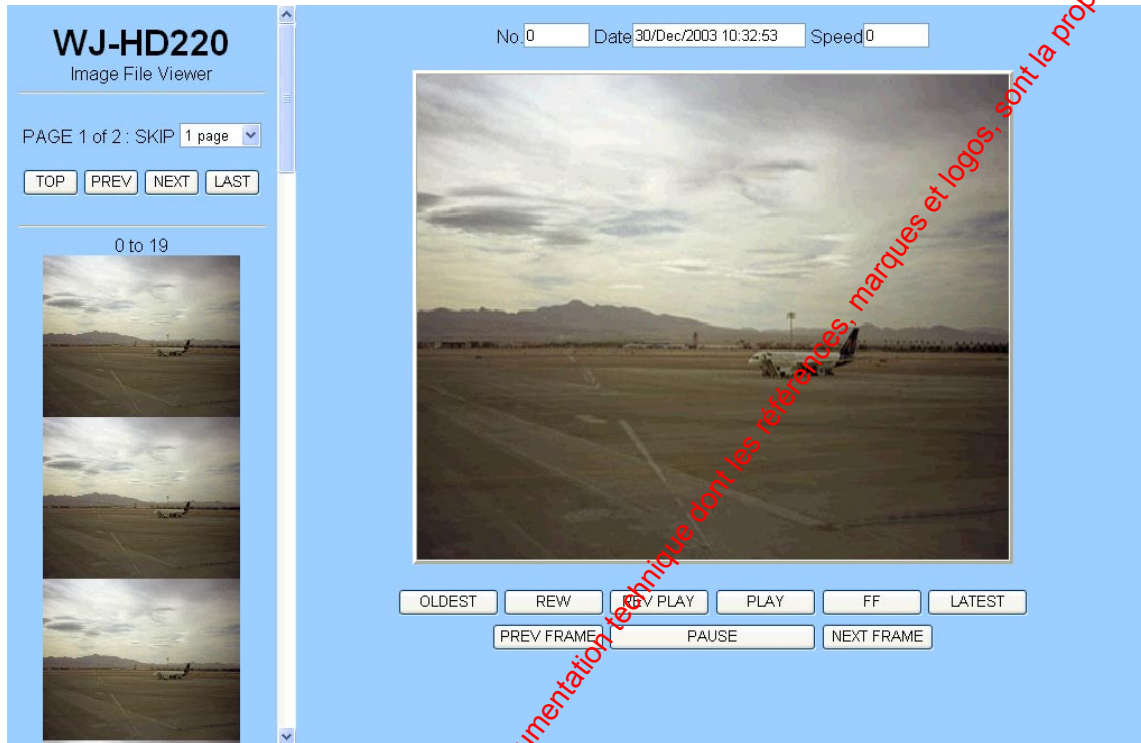 WJ-HD220
Image File Viewer
PAGE 1 of 2 : SKIP 1 page
TOP PREV NEXT LAST
0 to 19
No. 0 Date 30/Dec/2003 10:32:53 Speed 0
OLDEST REW REV PLAY PLAY FF LATEST
PREV FRAME PAUSE NEXT FRAME
technique dont les références, marques et logos, sont la